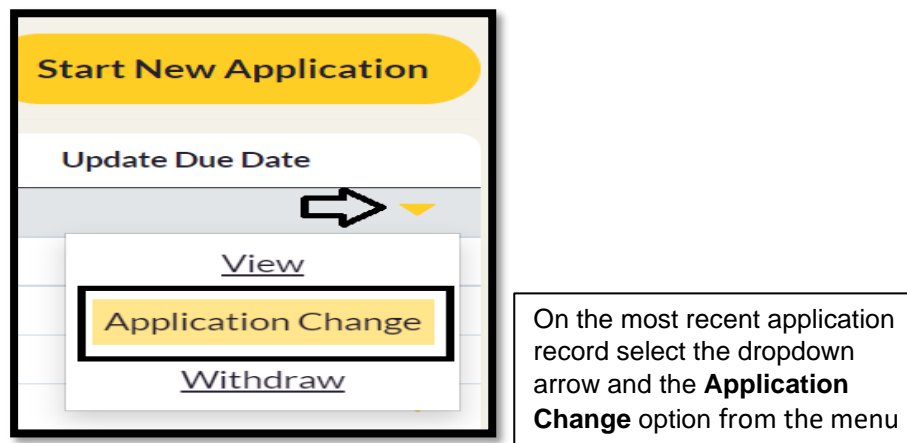 Start New Application
Update Due Date
View
Application Change
Withdraw
On the most recent application
record select the dropdown
arrow and the Application
Change option from the menu